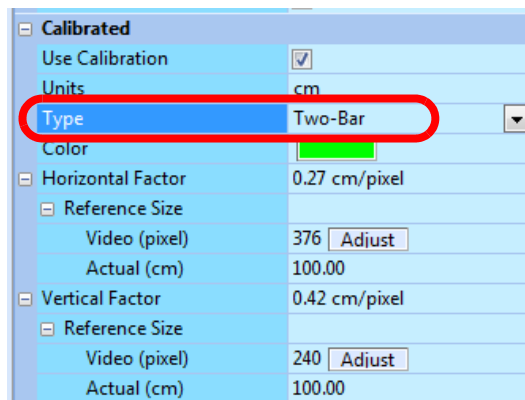 Calibrated
Use Calibration
Units cm
Type Two-Bar
Color
Horizontal Factor 0.27 cm/pixel
Reference Size
Video (pixel) 376 Adjust
Actual (cm) 100.00
Vertical Factor 0.42 cm/pixel
Reference Size
Video (pixel) 240 Adjust
Actual (cm) 100.00